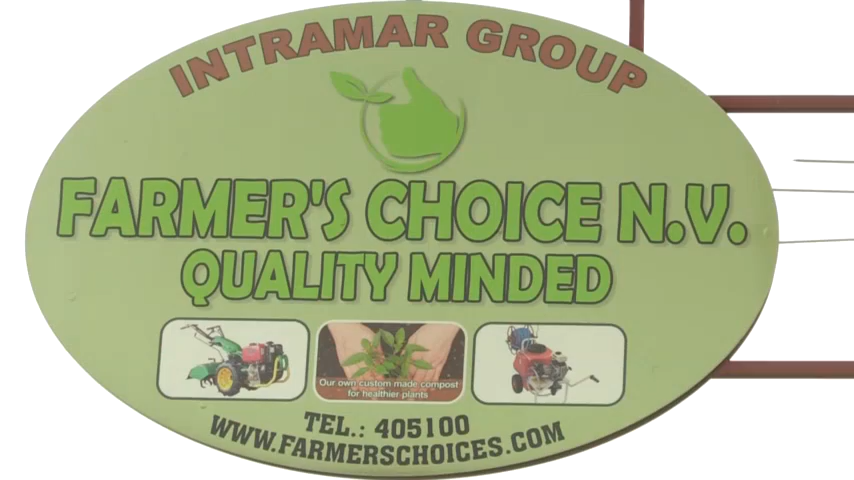 INTRAMAR GROUP
FARMER'S CHOICE N.V.
QUALITY MINDED
Our own custom made compost
for healthier plants
TEL.: 405100
WWW.FARMERSCHOICES.COM